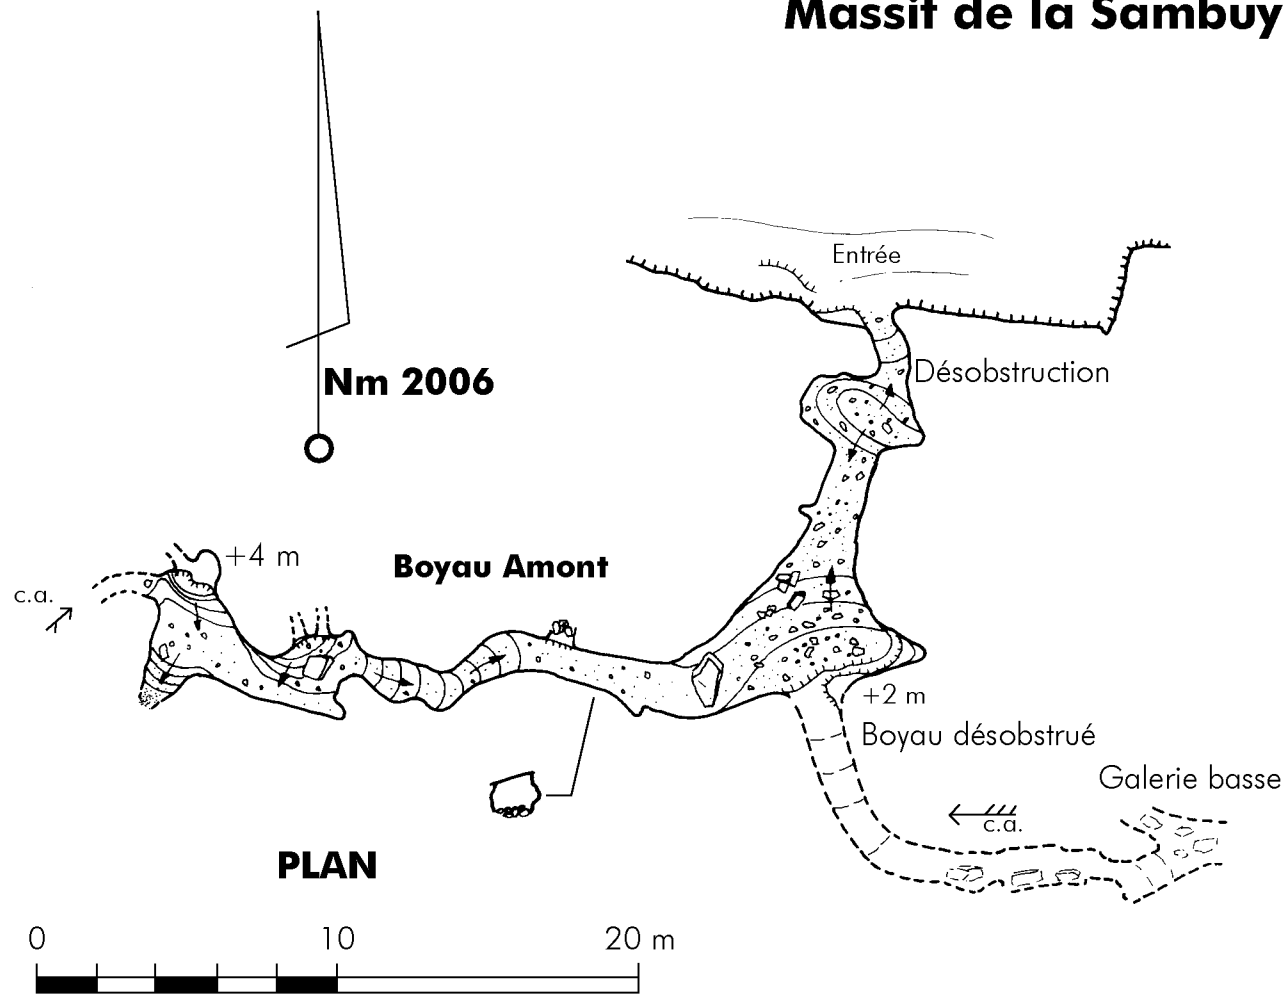 Massif de la Sambuy
Entrée
Désobstruction
Nm 2006
+4 m
Boyau Amont
c.a.
+2 m
Boyau désobstrué
Galerie basse
c.a.
PLAN
0 10 20 m